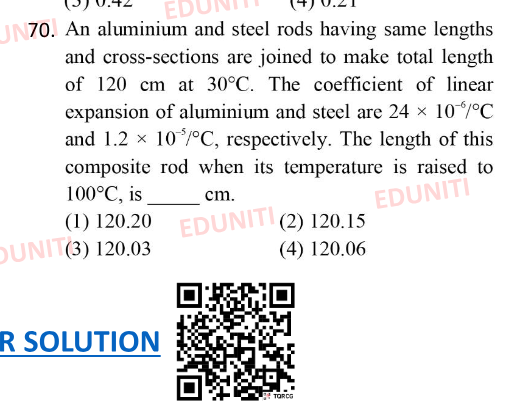 EDUNITI
70. An aluminium and steel rods having same lengths
and cross-sections are joined to make total length
of 120 cm at 30°C. The coefficient of linear
expansion of aluminium and steel are 24 × 10⁻⁶/°C
and 1.2 × 10⁻⁵/°C, respectively. The length of this
composite rod when its temperature is raised to
100°C, is _____ cm.
EDUNITI
(1) 120.20 EDUNITI (2) 120.15
(3) 120.03 (4) 120.06
R SOLUTION
TQRCG